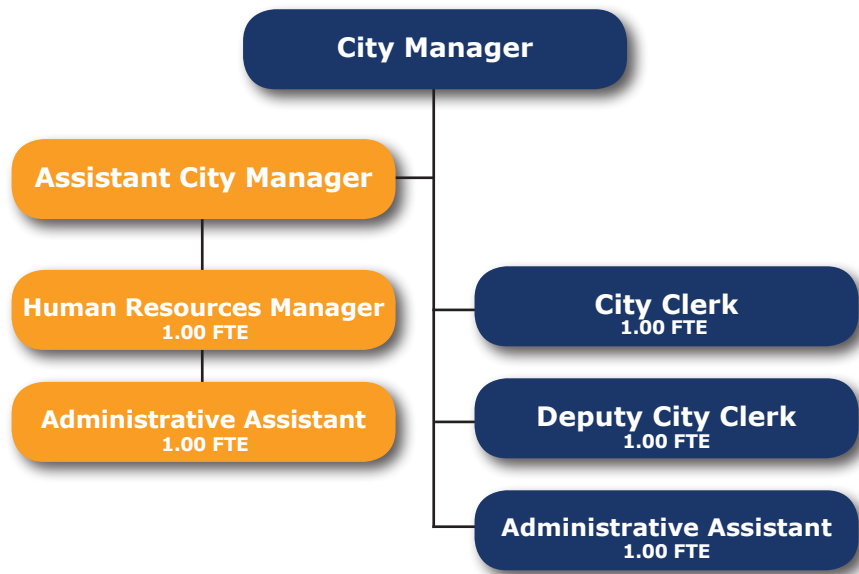 City Manager
Assistant City Manager
Human Resources Manager
1.00 FTE
Administrative Assistant
1.00 FTE
City Clerk
1.00 FTE
Deputy City Clerk
1.00 FTE
Administrative Assistant
1.00 FTE